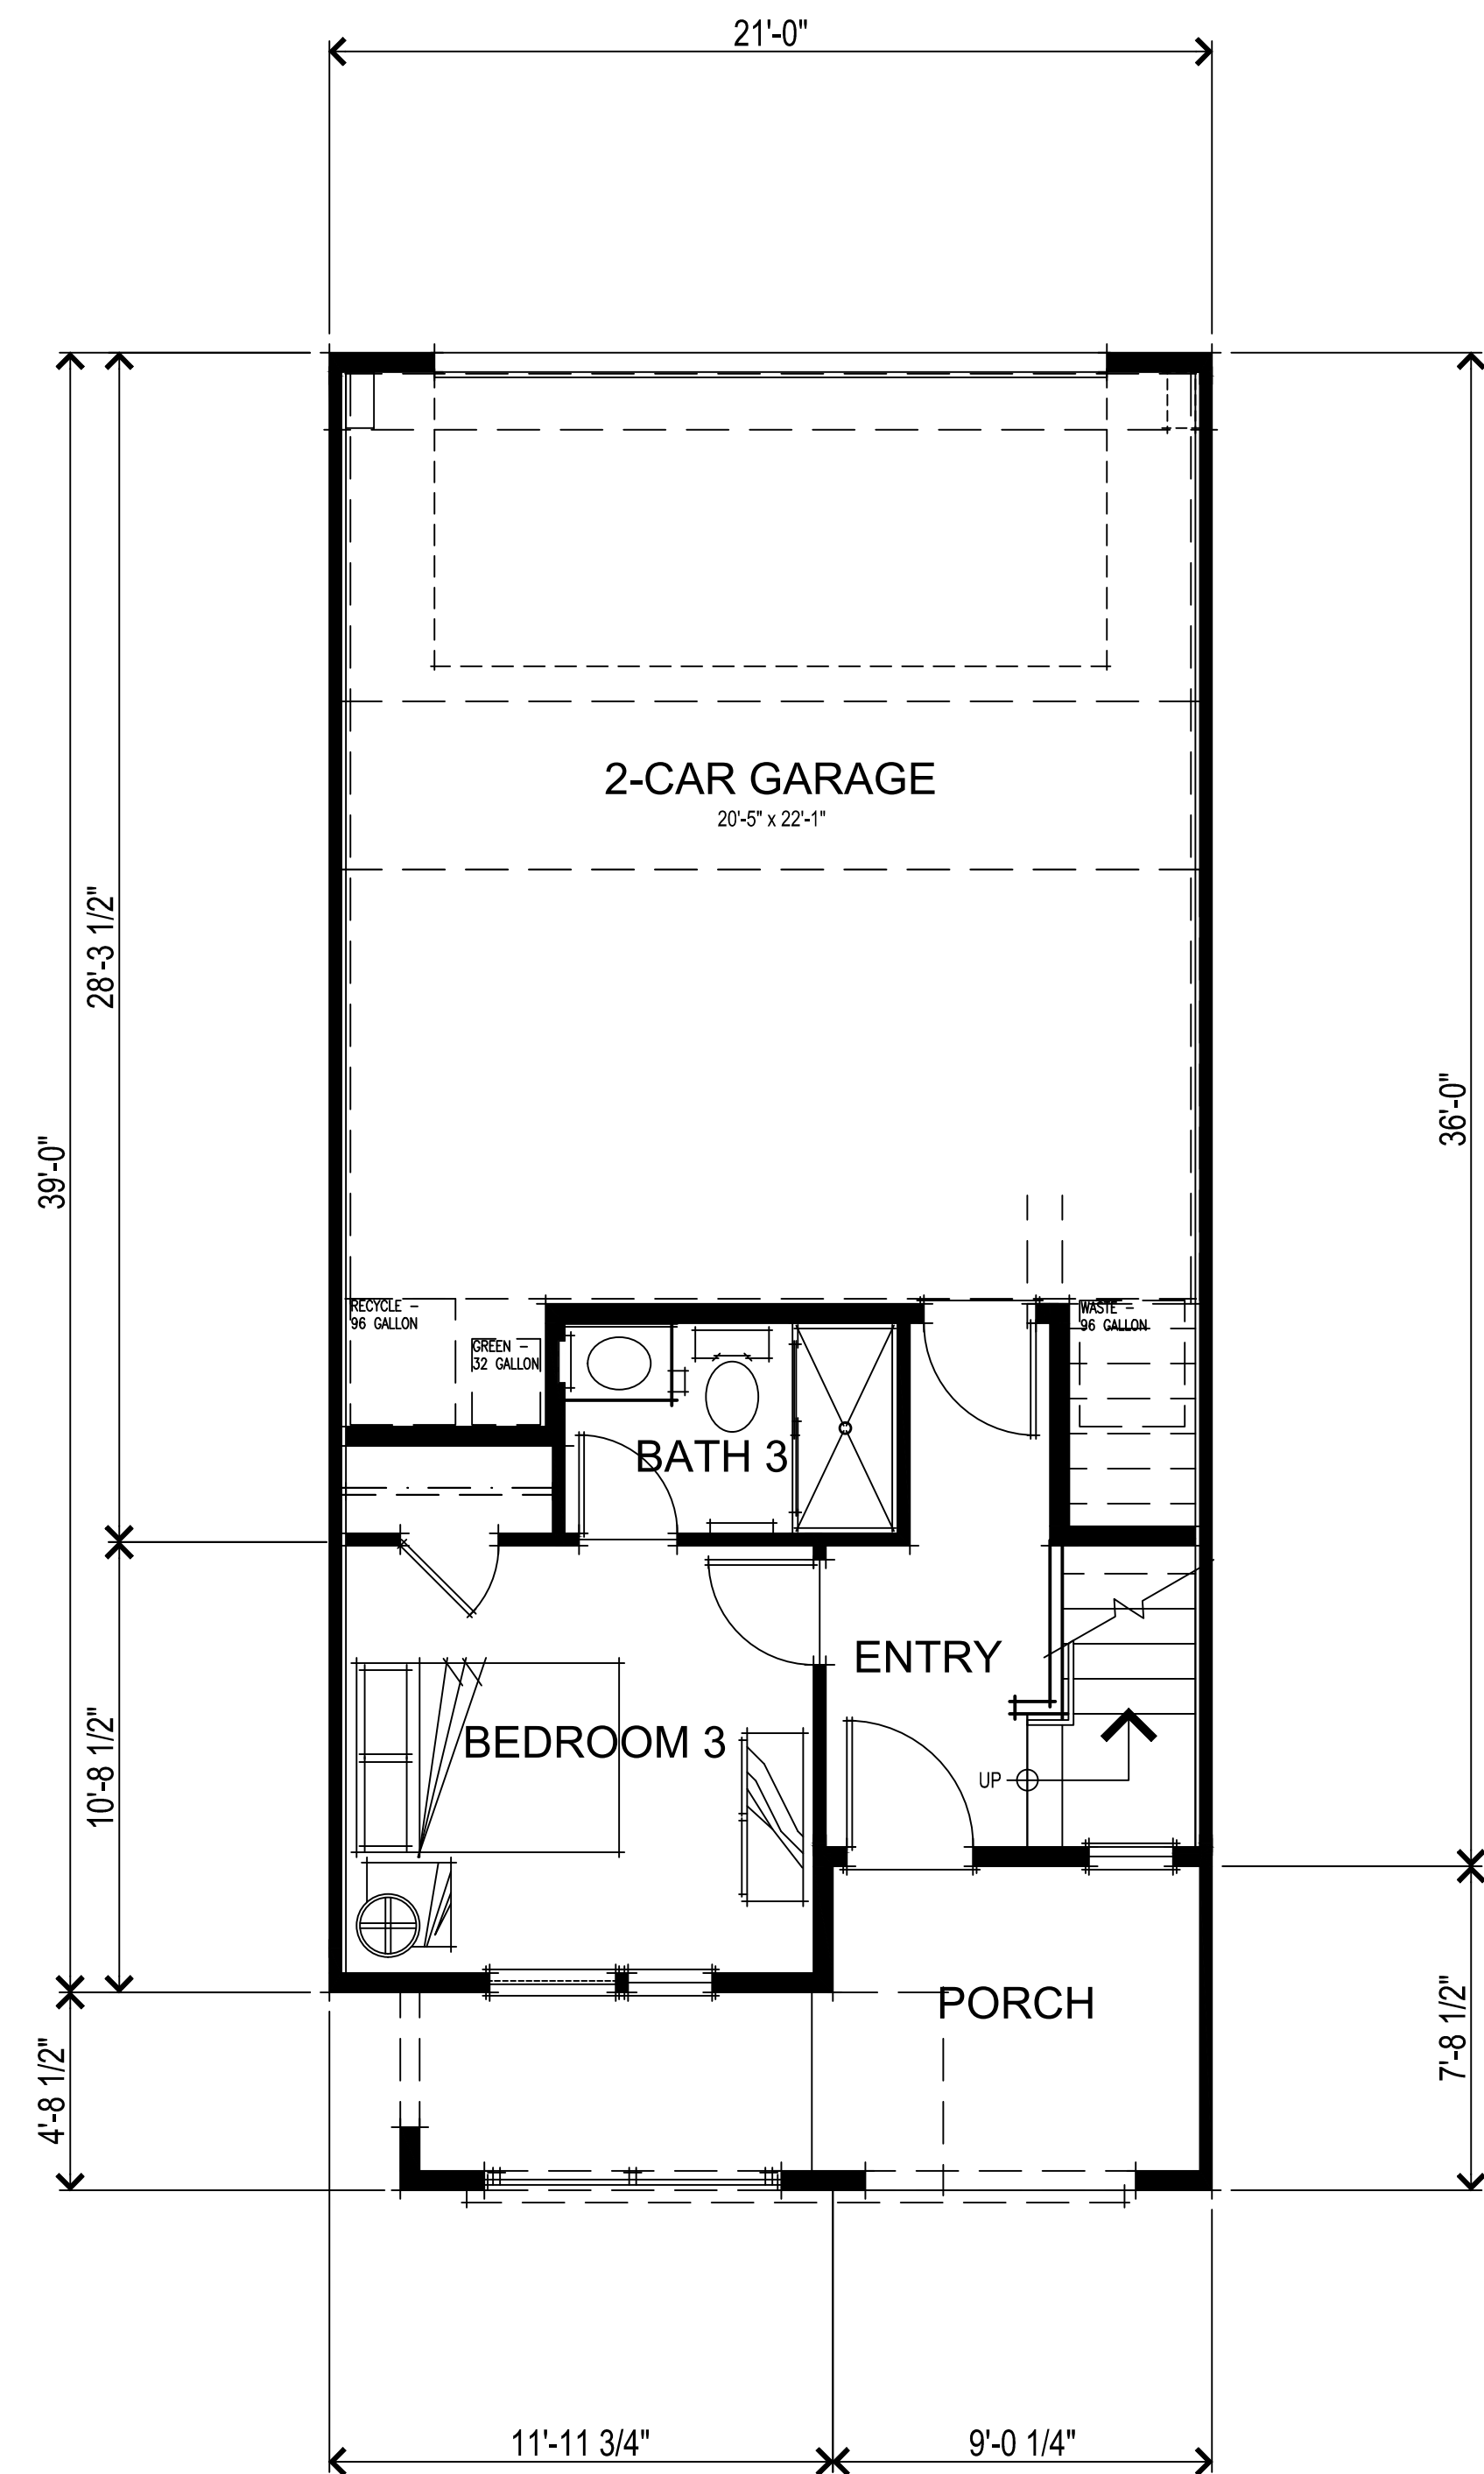 21'-0"
2-CAR GARAGE
20'-5" x 22'-1"
28'-3 1/2"
39'-0"
36'-0"
RECYCLE -
96 GALLON
GREEN -
32 GALLON
WASTE -
96 GALLON
BATH 3
ENTRY
BEDROOM 3
UP
10'-8 1/2"
PORCH
4'-8 1/2"
7'-8 1/2"
11'-11 3/4"
9'-0 1/4"